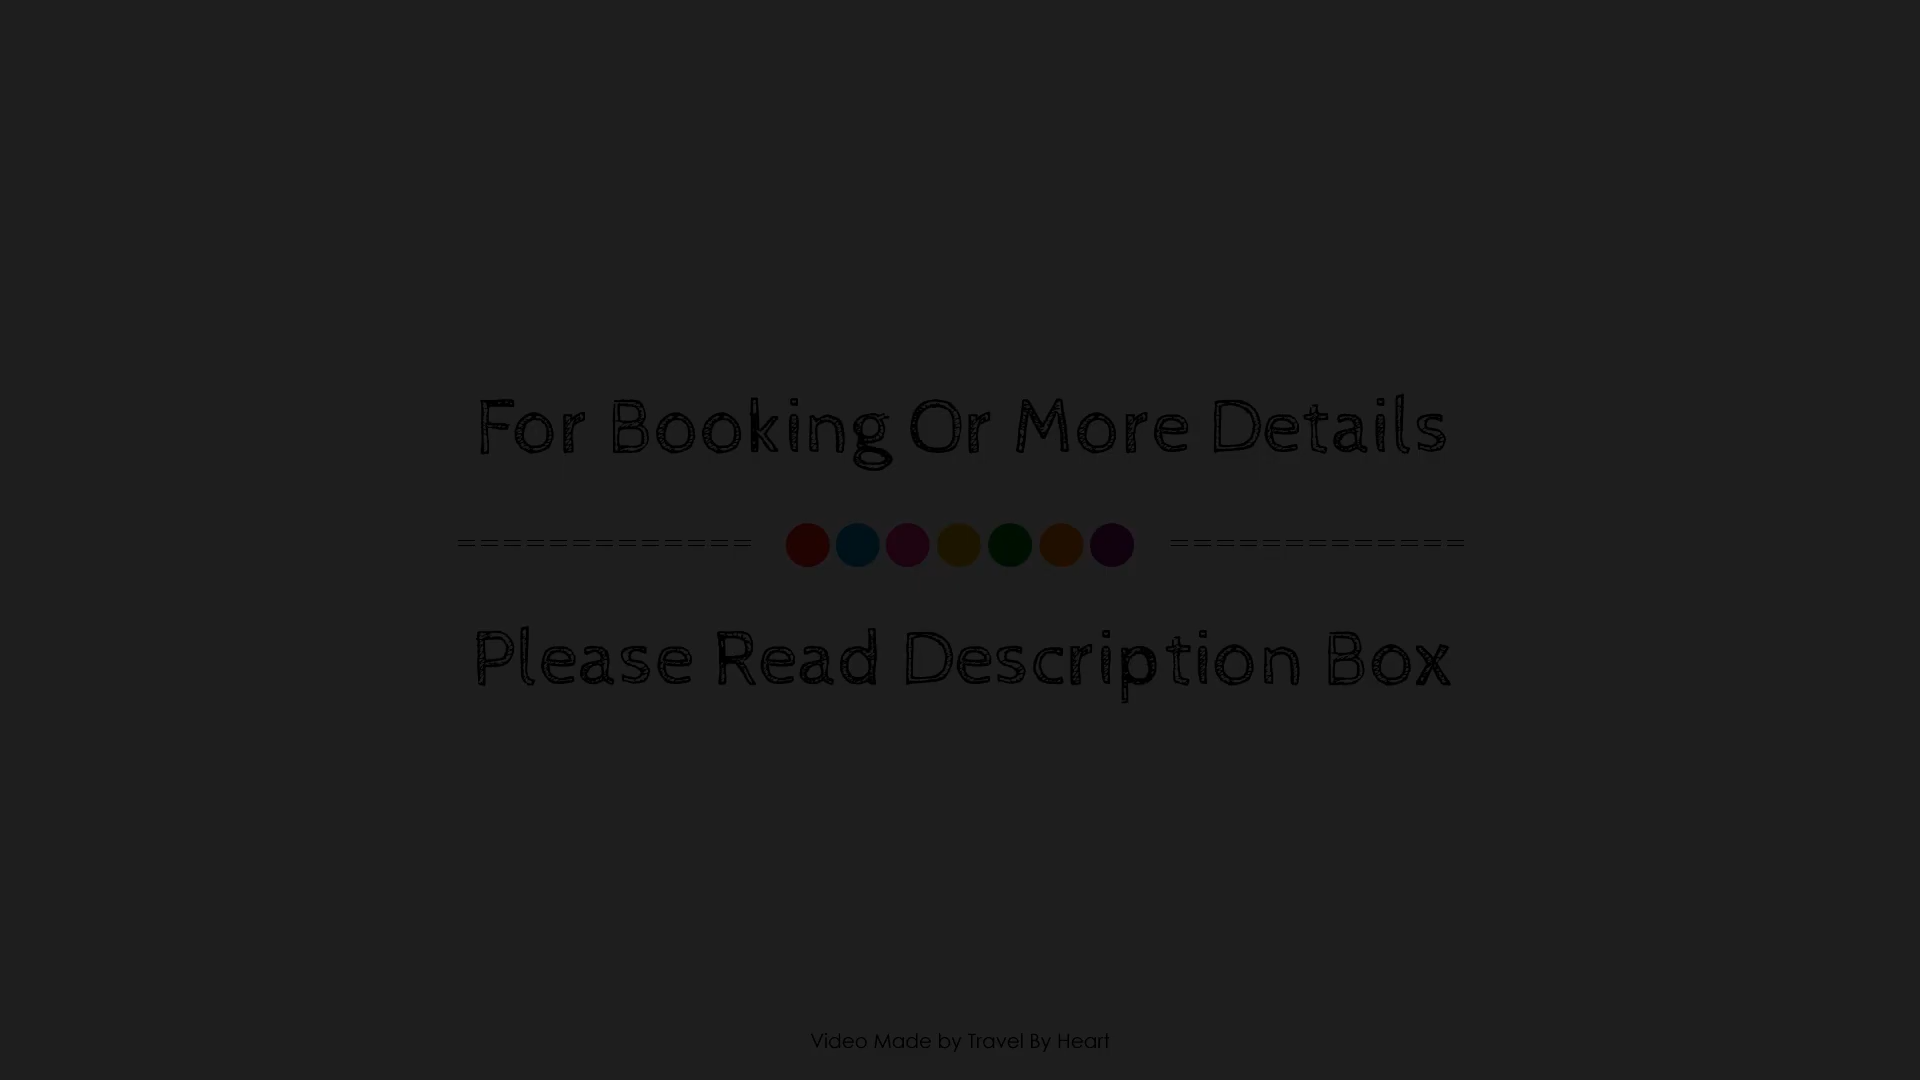 For Booking Or More Details
============= =============
Please Read Description Box
Video Made by Travel By Heart